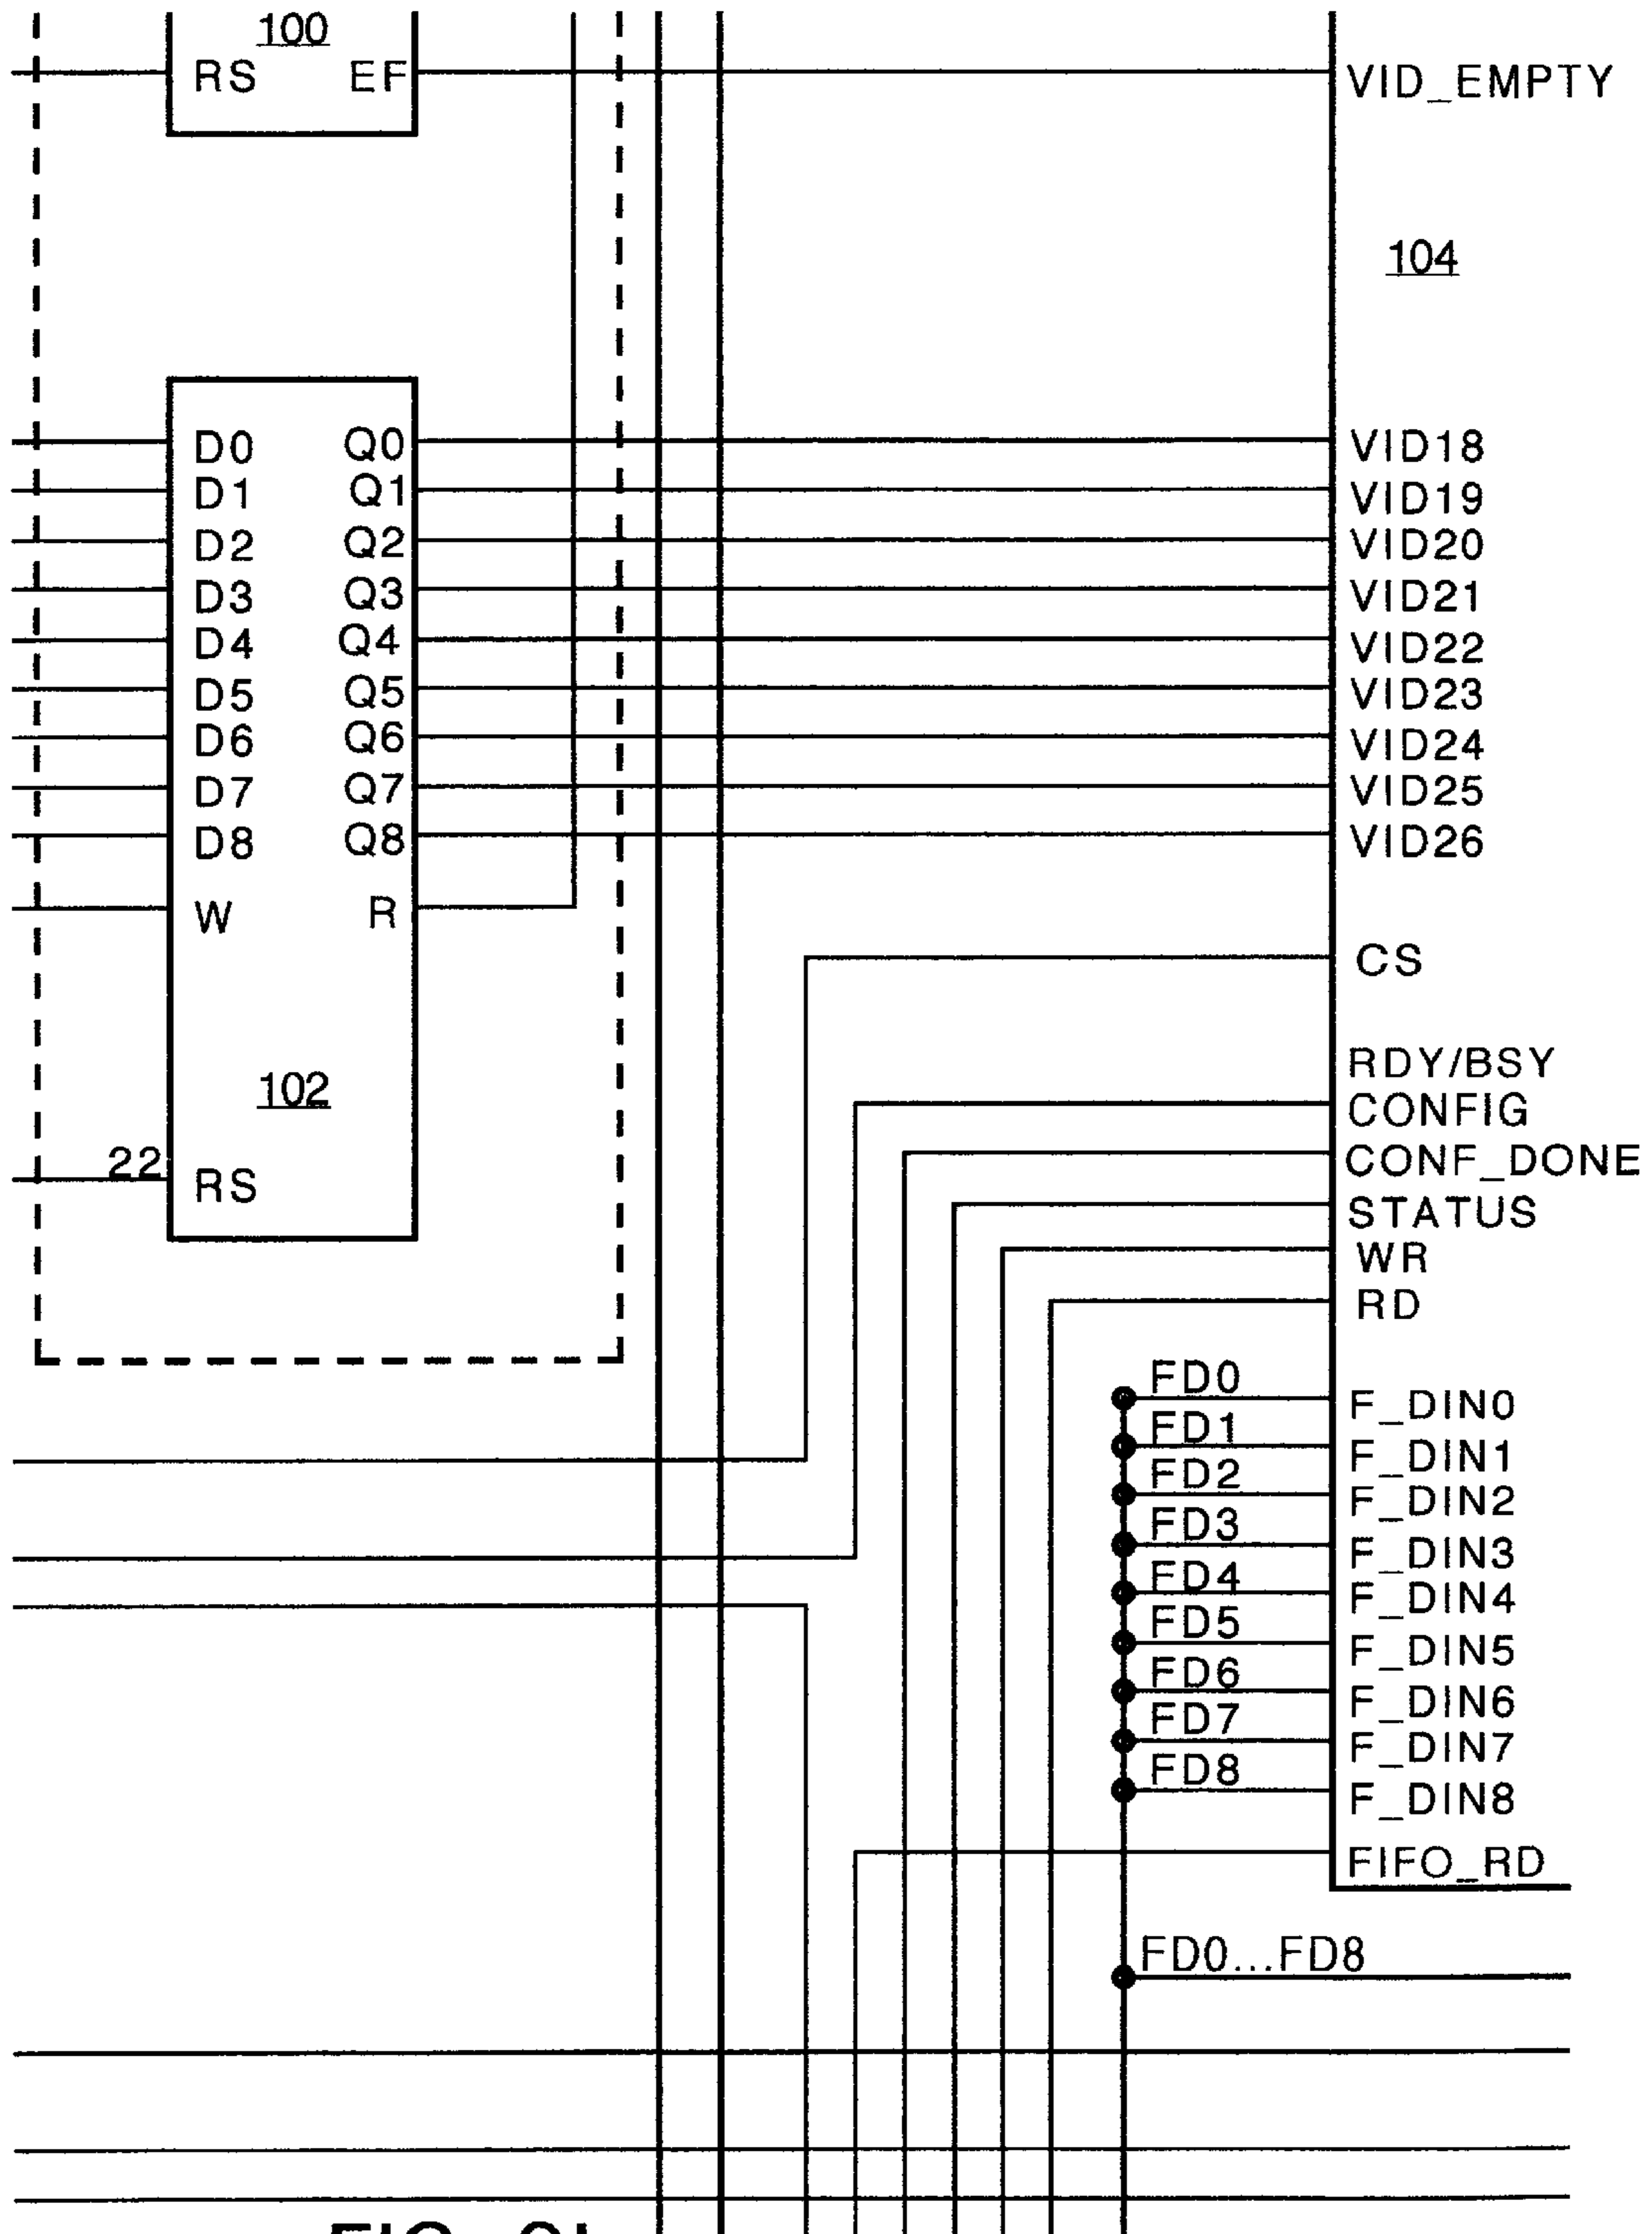 100
RS EF VID_EMPTY
104
D0 Q0 VID18
D1 Q1 VID19
D2 Q2 VID20
D3 Q3 VID21
D4 Q4 VID22
D5 Q5 VID23
D6 Q6 VID24
D7 Q7 VID25
D8 Q8 VID26
W R
CS
RDY/BSY
102
CONFIG
22
CONF_DONE
RS
STATUS
WR
RD
FD0
F_DIN0
FD1
F_DIN1
FD2
F_DIN2
FD3
F_DIN3
FD4
F_DIN4
FD5
F_DIN5
FD6
F_DIN6
FD7
F_DIN7
FD8
F_DIN8
FIFO_RD
FD0...FD8